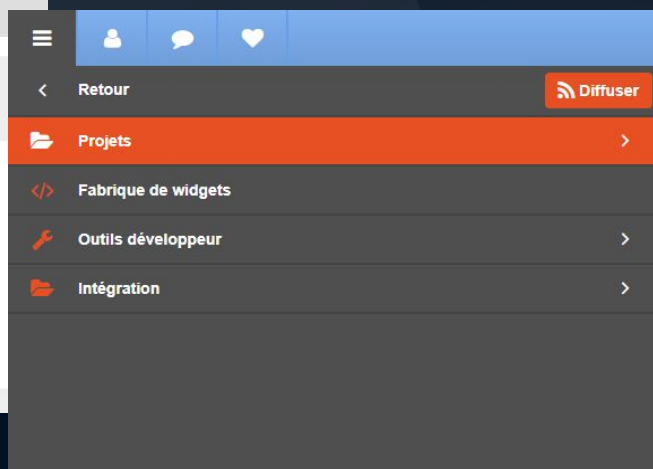 Retour
Diffuser
Projets
Fabrique de widgets
Outils développeur
Intégration